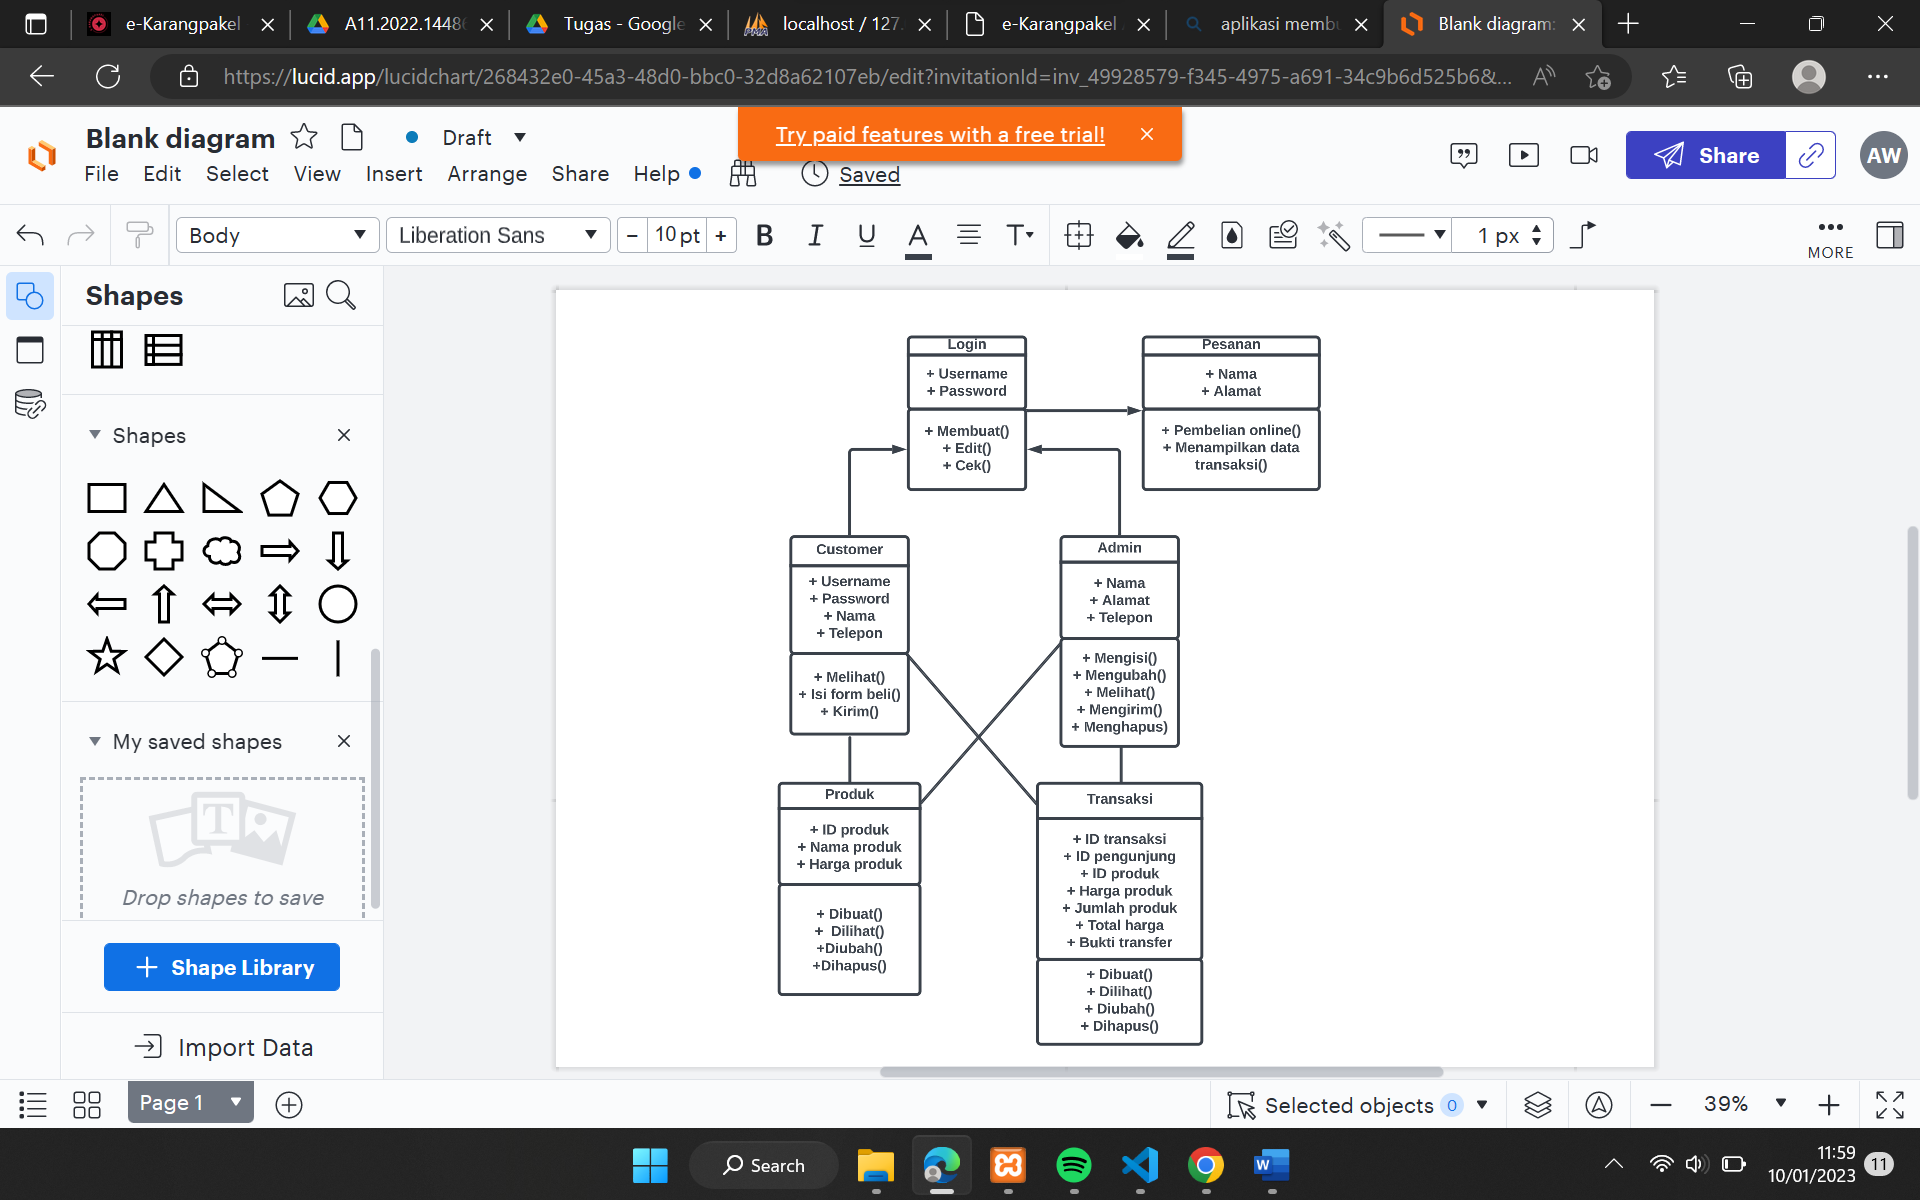 e-Karangpakel
A11.2022.1448
Tugas - Google
localhost / 127.
e-Karangpakel
aplikasi membu
Blank diagram:
https://lucid.app/lucidchart/268432e0-45a3-48d0-bbc0-32d8a62107eb/edit?invitationId=inv_49928579-f345-4975-a691-34c9b6d525b6&...
Blank diagram
Draft
Try paid features with a free trial!
File Edit Select View Insert Arrange Share Help
Saved
Share
AW
Body
Liberation Sans
- 10 pt +
B I U A T
1 px
MORE
Shapes
Shapes
My saved shapes
T
Drop shapes to save
+ Shape Library
Import Data
Login
+ Username
+ Password
+ Membuat()
+ Edit()
+ Cek()
Pesanan
+ Nama
+ Alamat
+ Pembelian online()
+ Menampilkan data
transaksi()
Customer
+ Username
+ Password
+ Nama
+ Telepon
+ Melihat()
+ Isi form beli()
+ Kirim()
Admin
+ Nama
+ Alamat
+ Telepon
+ Mengisi()
+ Mengubah()
+ Melihat()
+ Mengirim()
+ Menghapus)
Produk
+ ID produk
+ Nama produk
+ Harga produk
+ Dibuat()
+ Dilihat()
+Diubah()
+Dihapus()
Transaksi
+ ID transaksi
+ ID pengunjung
+ ID produk
+ Harga produk
+ Jumlah produk
+ Total harga
+ Bukti transfer
+ Dibuat()
+ Dilihat()
+ Diubah()
+ Dihapus()
Page 1
Selected objects 0
39%
Search
11:59
10/01/2023
11